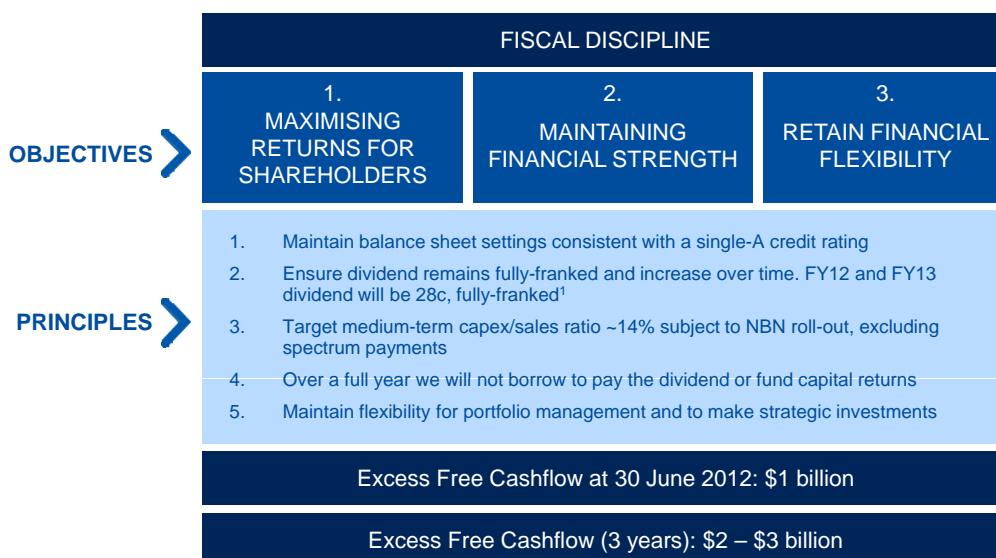 FISCAL DISCIPLINE
OBJECTIVES
1.
MAXIMISING
RETURNS FOR
SHAREHOLDERS
2.
MAINTAINING
FINANCIAL STRENGTH
3.
RETAIN FINANCIAL
FLEXIBILITY
PRINCIPLES
1. Maintain balance sheet settings consistent with a single-A credit rating
2. Ensure dividend remains fully-franked and increase over time. FY12 and FY13
dividend will be 28c, fully-franked¹
3. Target medium-term capex/sales ratio ~14% subject to NBN roll-out, excluding
spectrum payments
4. Over a full year we will not borrow to pay the dividend or fund capital returns
5. Maintain flexibility for portfolio management and to make strategic investments
Excess Free Cashflow at 30 June 2012: $1 billion
Excess Free Cashflow (3 years): $2 – $3 billion